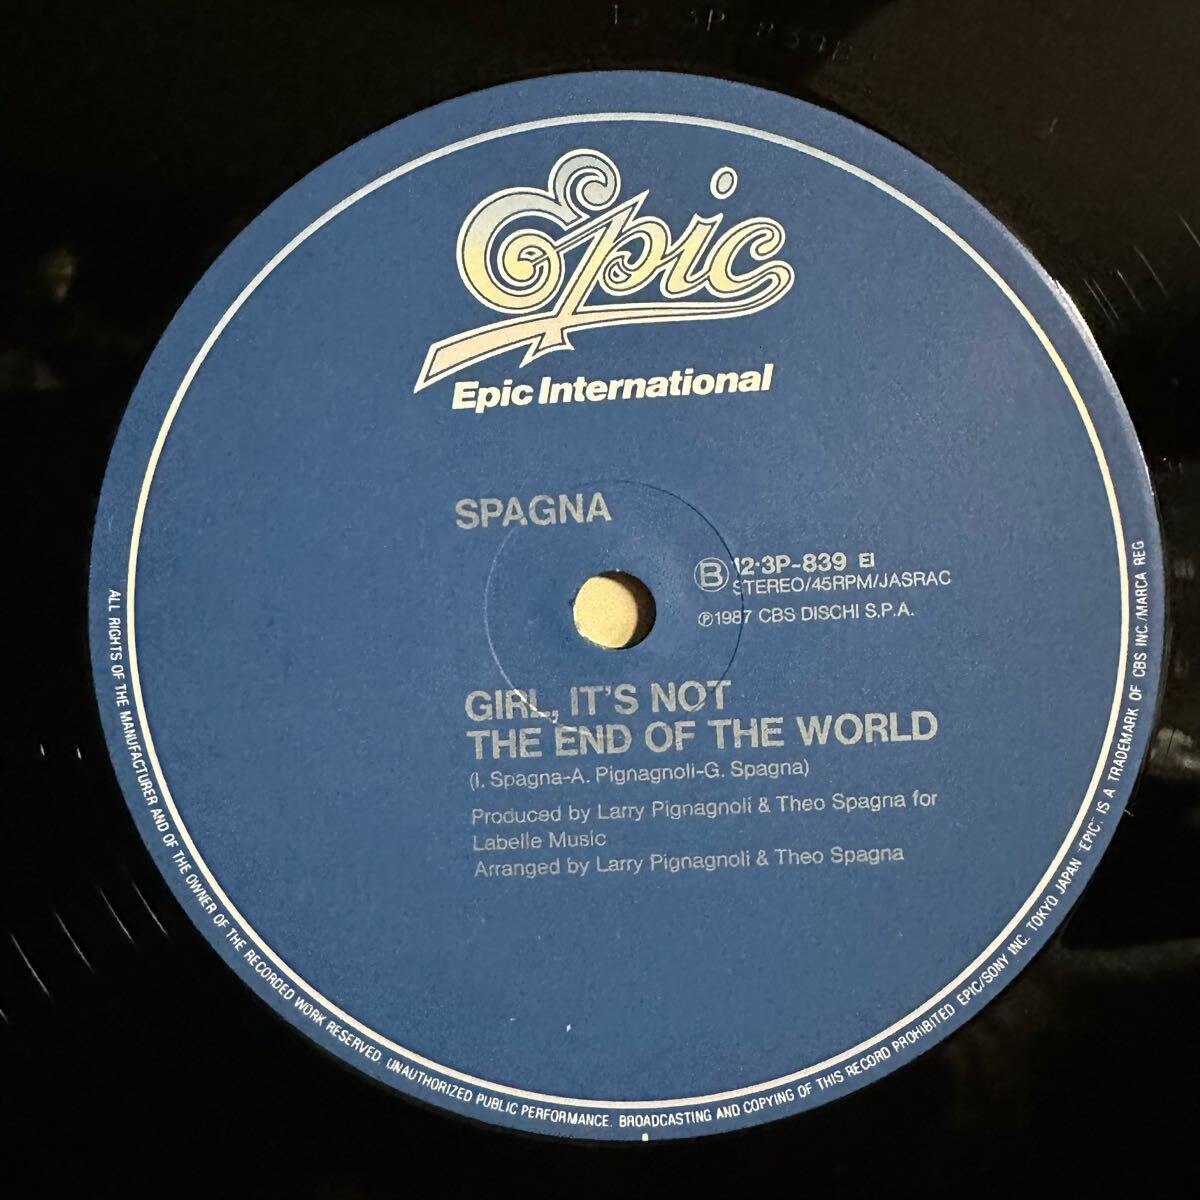 Epic
Epic International
SPAGNA
B 12·3P-839 EI
STEREO/45RPM/JASRAC
℗1987 CBS DISCHI S.P.A.
GIRL, IT'S NOT
THE END OF THE WORLD
(I. Spagna-A. Pignagnoli-G. Spagna)
Produced by Larry Pignagnoli & Theo Spagna for
Labelle Music
Arranged by Larry Pignagnoli & Theo Spagna
ALL RIGHTS OF THE MANUFACTURER AND OF THE OWNER OF THE RECORDED WORK RESERVED. UNAUTHORIZED PUBLIC PERFORMANCE. BROADCASTING AND COPYING OF THIS RECORD PROHIBITED EPIC/SONY INC. TOKYO JAPAN "EPIC" IS A TRADEMARK OF CBS INC./MARCA REG